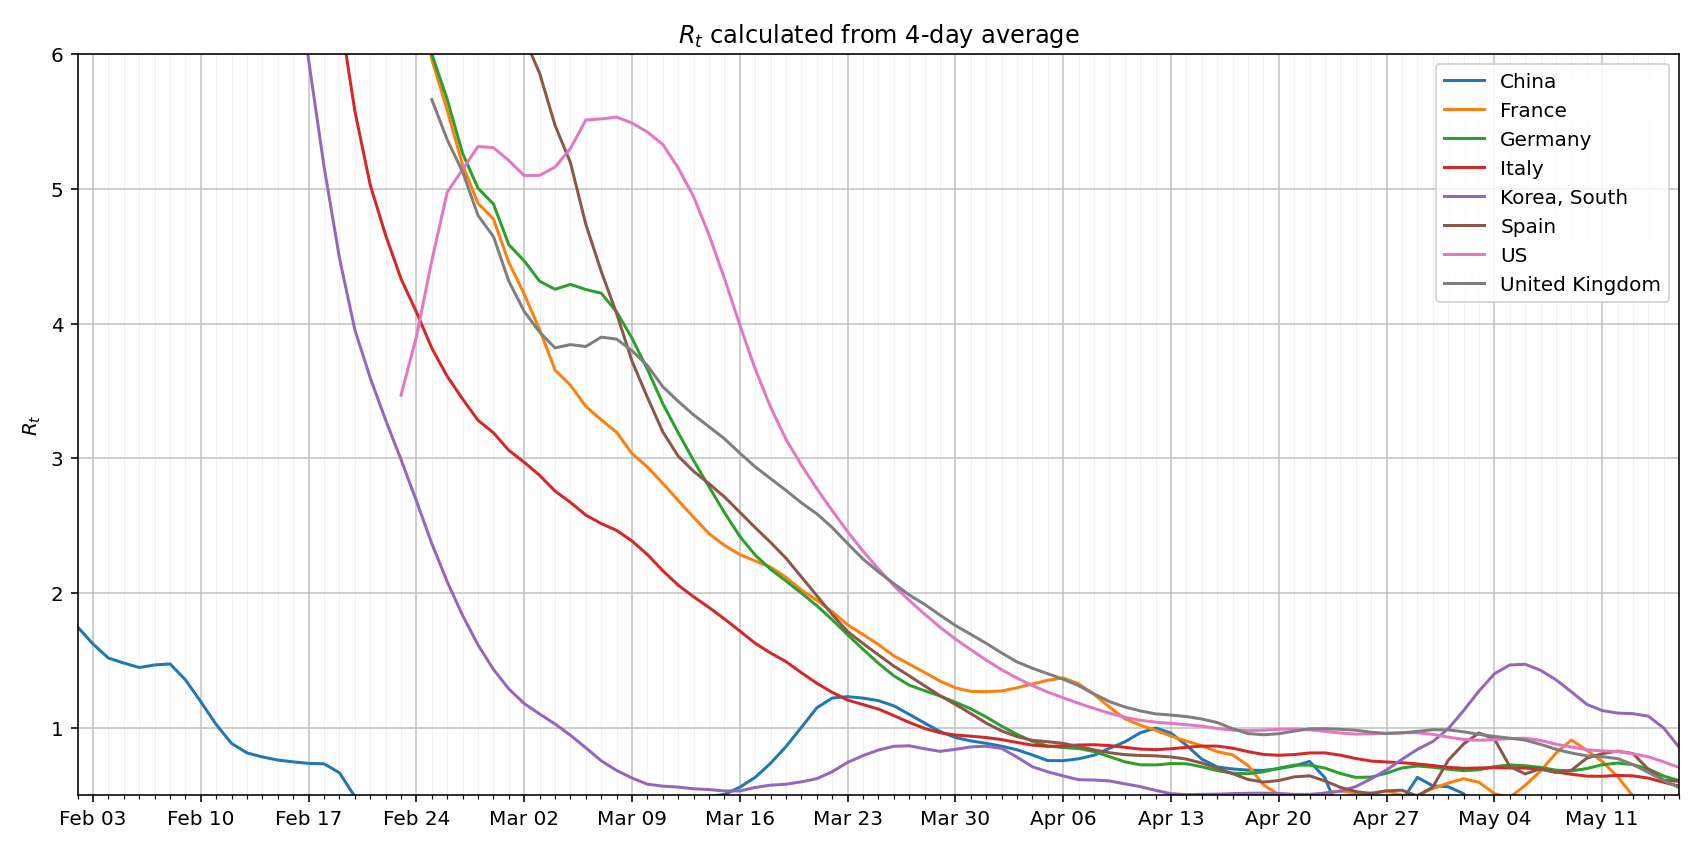 R_t calculated from 4-day average
6
5
4
3
2
1
R_t
China
France
Germany
Italy
Korea, South
Spain
US
United Kingdom
Feb 03 Feb 10 Feb 17 Feb 24 Mar 02 Mar 09 Mar 16 Mar 23 Mar 30 Apr 06 Apr 13 Apr 20 Apr 27 May 04 May 11